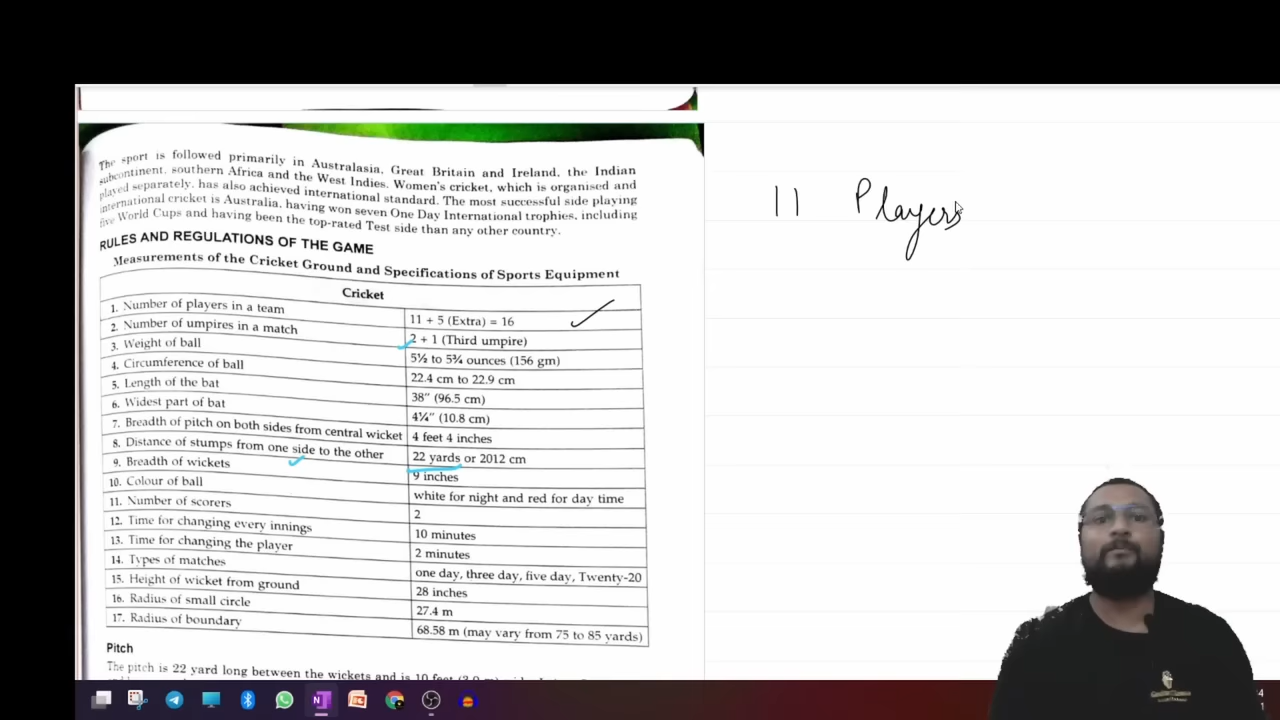 The sport is followed primarily in Australasia, Great Britain and Ireland, the Indian
subcontinent, southern Africa and the West Indies. Women's cricket, which is organised and
played separately, has also achieved international standard. The most successful side playing
international cricket is Australia, having won seven One Day International trophies, including
five World Cups and having been the top-rated Test side than any other country.
RULES AND REGULATIONS OF THE GAME
Measurements of the Cricket Ground and Specifications of Sports Equipment
Cricket
1. Number of players in a team 11 + 5 (Extra) = 16
2. Number of umpires in a match 2 + 1 (Third umpire)
3. Weight of ball 5½ to 5¾ ounces (156 gm)
4. Circumference of ball 22.4 cm to 22.9 cm
5. Length of the bat 38" (96.5 cm)
6. Widest part of bat 4¼" (10.8 cm)
7. Breadth of pitch on both sides from central wicket 4 feet 4 inches
8. Distance of stumps from one side to the other 22 yards or 2012 cm
9. Breadth of wickets 9 inches
10. Colour of ball white for night and red for day time
11. Number of scorers 2
12. Time for changing every innings 10 minutes
13. Time for changing the player 2 minutes
14. Types of matches one day, three day, five day, Twenty-20
15. Height of wicket from ground 28 inches
16. Radius of small circle 27.4 m
17. Radius of boundary 68.58 m (may vary from 75 to 85 yards)
Pitch
The pitch is 22 yard long between the wickets and is 10 feet
11 Players